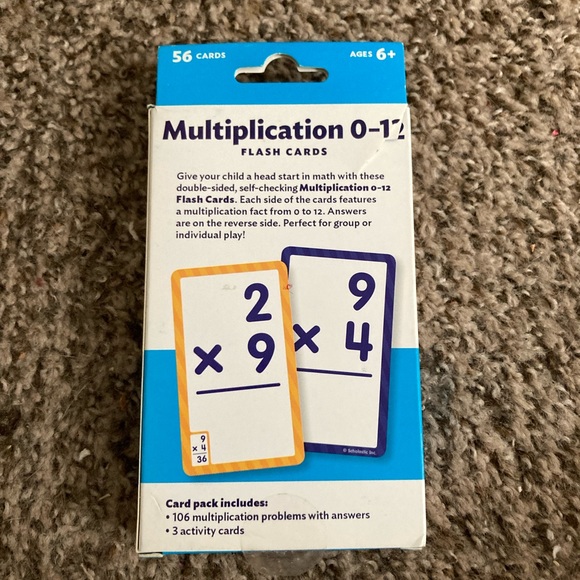 56 CARDS
AGES 6+
Multiplication 0–12
FLASH CARDS
Give your child a head start in math with these
double-sided, self-checking Multiplication 0–12
Flash Cards. Each side of the cards features
a multiplication fact from 0 to 12. Answers
are on the reverse side. Perfect for group or
individual play!
2
× 9
9
× 4
36
9
× 4
© Scholastic Inc.
Card pack includes:
• 106 multiplication problems with answers
• 3 activity cards